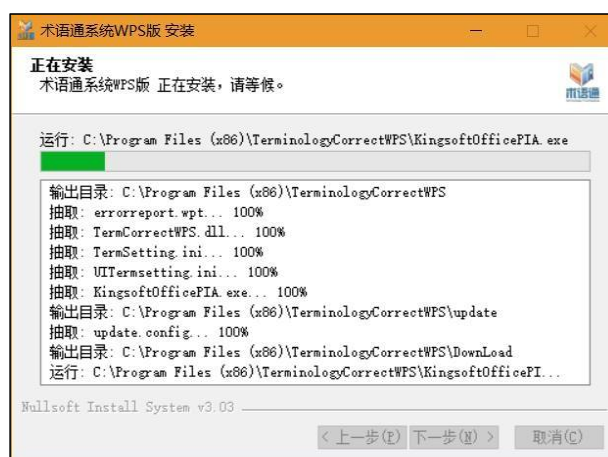 术语通系统WPS版 安装
正在安装
术语通系统WPS版 正在安装，请等候。
术语通
运行: C:\Program Files (x86)\TerminologyCorrectWPS\KingsoftOfficePIA.exe
输出目录: C:\Program Files (x86)\TerminologyCorrectWPS
抽取: errorreport.wpt... 100%
抽取: TermCorrectWPS.dll... 100%
抽取: TermSetting.ini... 100%
抽取: UITermsetting.ini... 100%
抽取: KingsoftOfficePIA.exe... 100%
输出目录: C:\Program Files (x86)\TerminologyCorrectWPS\update
抽取: update.config... 100%
输出目录: C:\Program Files (x86)\TerminologyCorrectWPS\DownLoad
运行: C:\Program Files (x86)\TerminologyCorrectWPS\KingsoftOfficePI...
Nullsoft Install System v3.03
< 上一步(P) 下一步(N) > 取消(C)